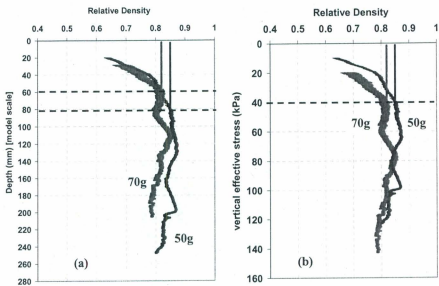 Relative Density
0.4 0.5 0.6 0.7 0.8 0.9 1
0
20
40
60
80
100
120
140
160
180
200
220
240
260
280
Depth (mm) [model scale]
70g
50g
(a)
Relative Density
0.4 0.5 0.6 0.7 0.8 0.9 1
0
20
40
60
80
100
120
140
160
vertical effective stress (kPa)
70g
50g
(b)